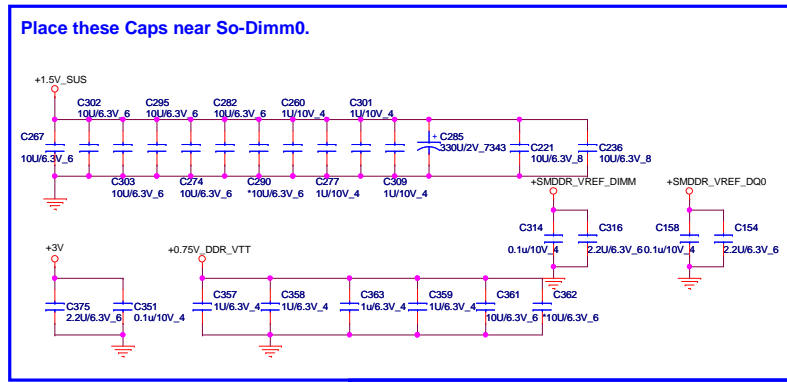 Place these Caps near So-Dimm0.
+1.5V_SUS
C302 C295 C282 C260 C301
10U/6.3V_6 10U/6.3V_6 10U/6.3V_6 1U/10V_4 1U/10V_4
C267 C285 C221 C236
10U/6.3V_6 + 330U/2V_7343 10U/6.3V_8 10U/6.3V_8
C303 C274 C290 C277 C309
10U/6.3V_6 10U/6.3V_6 *10U/6.3V_6 1U/10V_4 1U/10V_4
+SMDDR_VREF_DIMM +SMDDR_VREF_DQ0
C314 C316 C158 C154
0.1u/10V_4 2.2U/6.3V_6 0.1u/10V_4 2.2U/6.3V_6
+3V +0.75V_DDR_VTT
C375 C351 C357 C358 C363 C359 C361 C362
2.2U/6.3V_6 0.1u/10V_4 1U/6.3V_4 1U/6.3V_4 1u/6.3V_4 1U/6.3V_4 10U/6.3V_6 *10U/6.3V_6